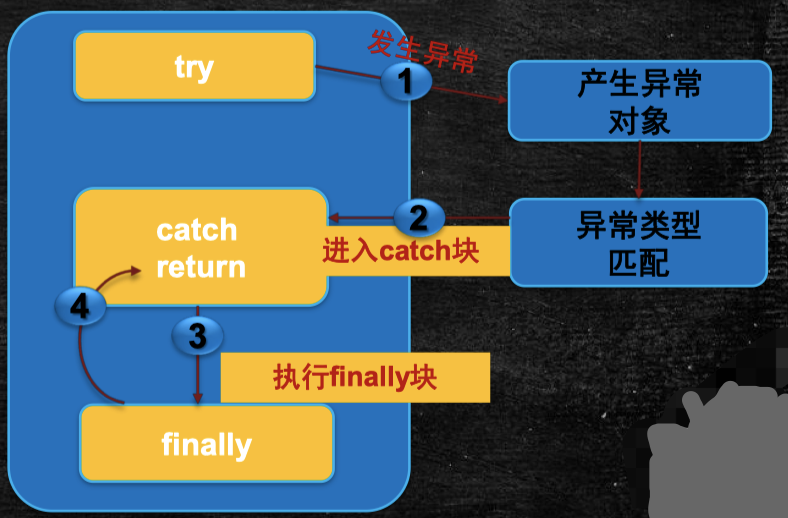 try
发生异常
1
产生异常
对象
2
异常类型
匹配
catch
return
进入catch块
4
3
执行finally块
finally